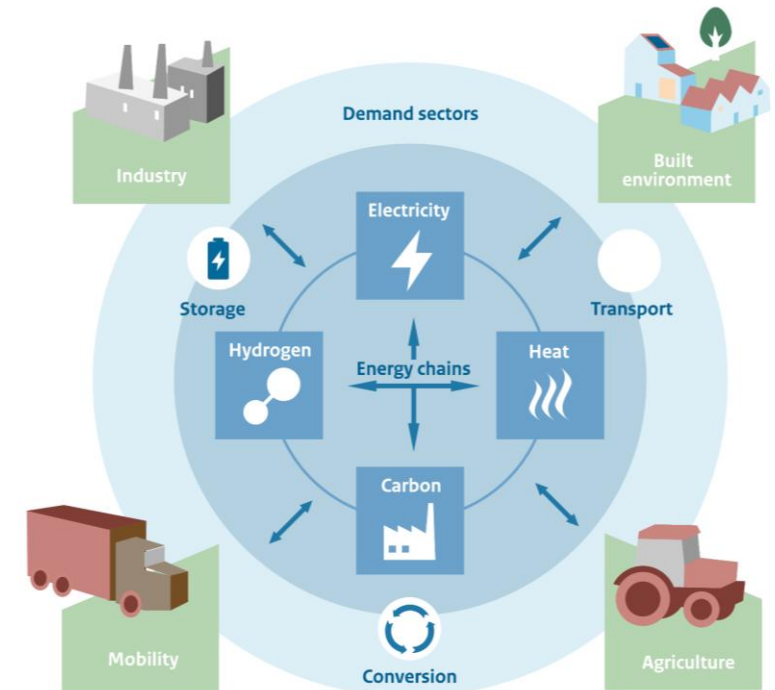 Demand sectors
Industry
Built
environment
Electricity
Storage
Transport
Hydrogen
Energy chains
Heat
Carbon
Mobility
Conversion
Agriculture